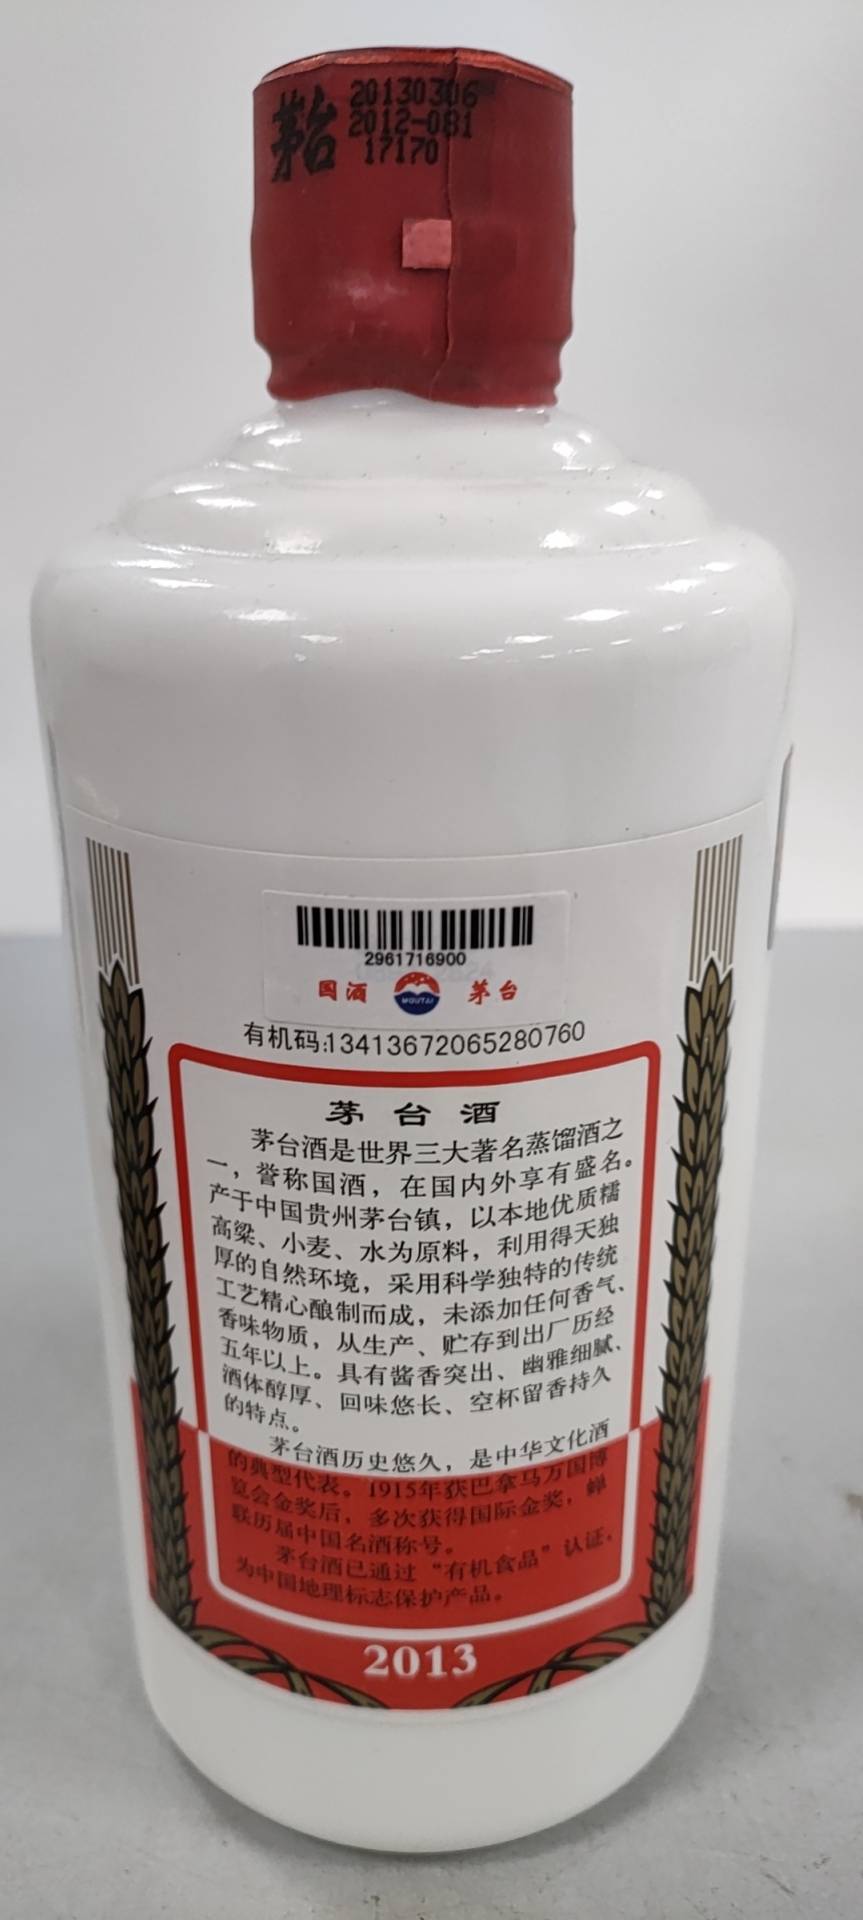 茅台
20130306
2012-081
17170
2961716900
国酒 MOUTAI 茅台
有机码:13413672065280760
茅台酒
茅台酒是世界三大著名蒸馏酒之
一，誉称国酒，在国内外享有盛名。
产于中国贵州茅台镇，以本地优质糯
高粱、小麦、水为原料，利用得天独
厚的自然环境，采用科学独特的传统
工艺精心酿制而成，未添加任何香气、
香味物质，从生产、贮存到出厂历经
五年以上。具有酱香突出、幽雅细腻、
酒体醇厚、回味悠长、空杯留香持久
的特点。
茅台酒历史悠久，是中华文化酒
的典型代表。1915年获巴拿马万国博
览会金奖后，多次获得国际金奖，蝉
联历届中国名酒称号。
茅台酒已通过“有机食品”认证，
为中国地理标志保护产品。
2013